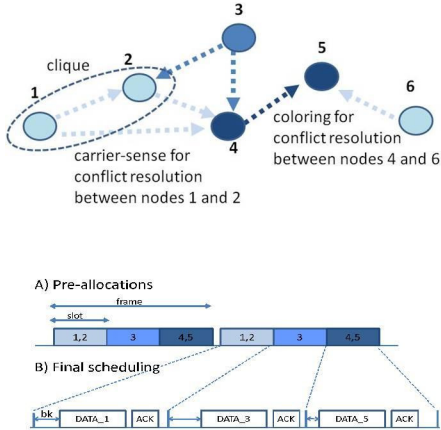 3
clique
2
5
1
6
4
carrier-sense for
conflict resolution
between nodes 1 and 2
coloring for
conflict resolution
between nodes 4 and 6
A) Pre-allocations
frame
slot
1,2 3 4,5 1,2 3 4,5
B) Final scheduling
bk DATA_1 ACK DATA_3 ACK DATA_5 ACK